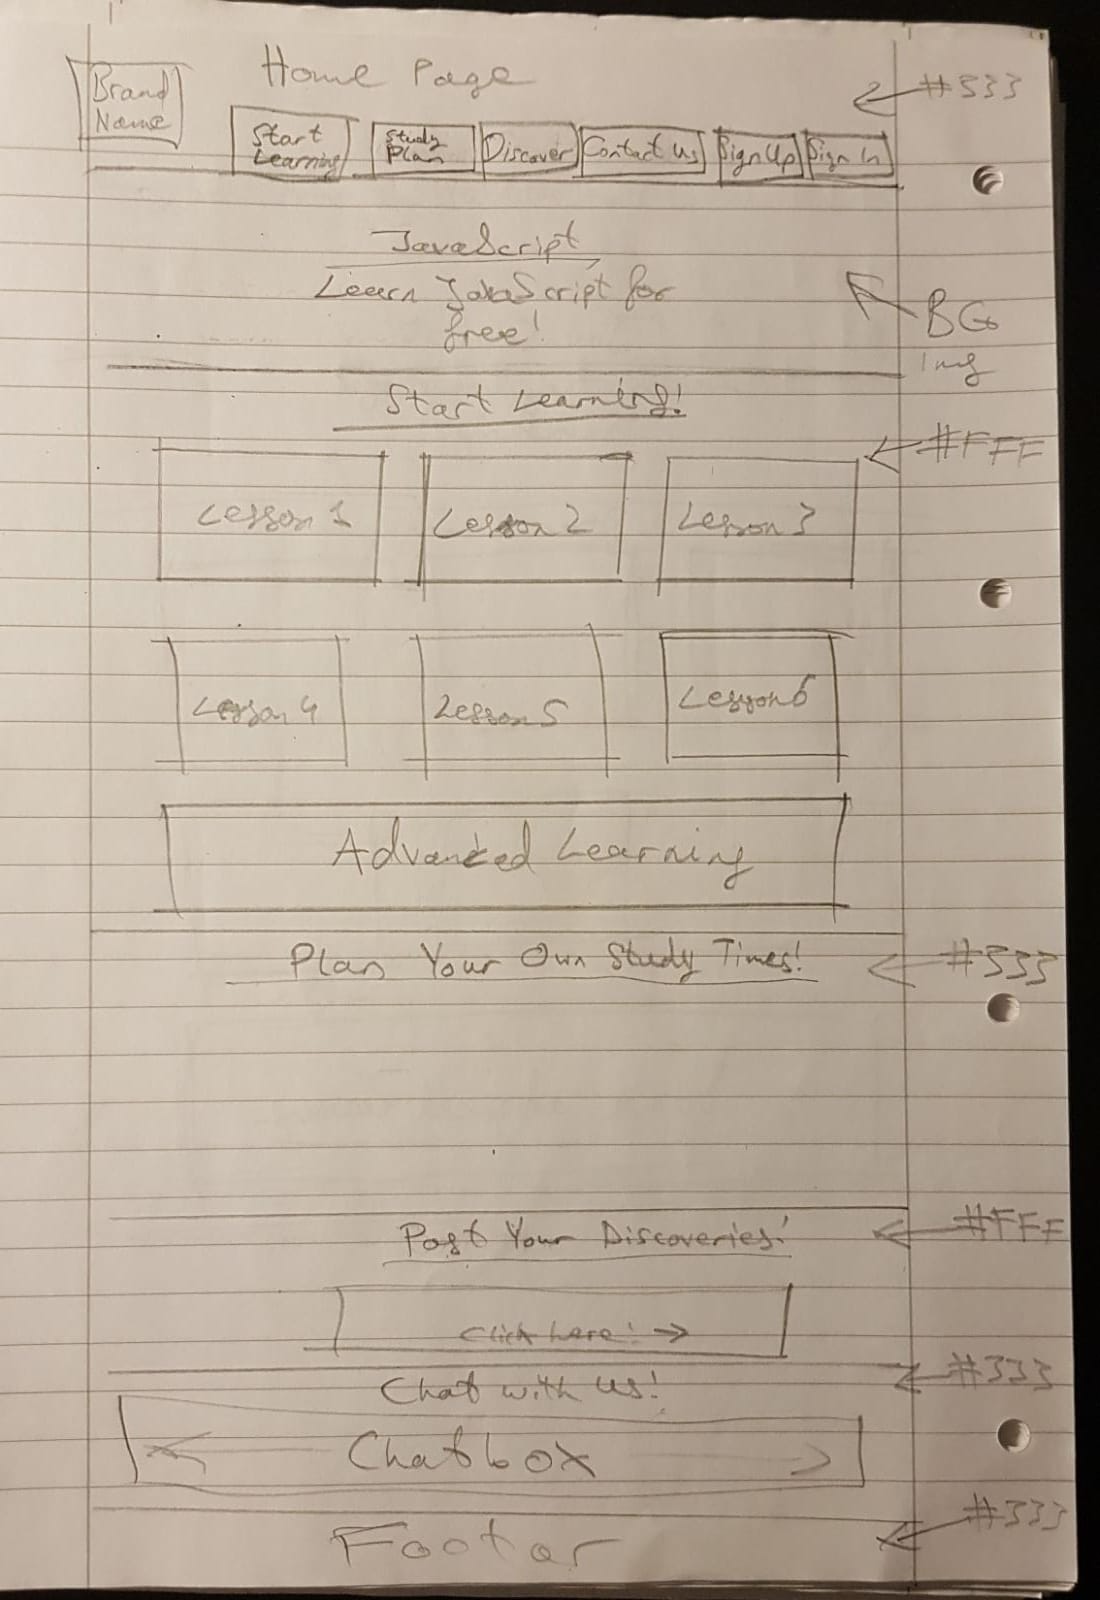 Home Page
Brand
Name
#333
Start
Learning
Study
Plan
Discover
Contact Us
Sign Up
Sign In
JavaScript
Learn JavaScript for
free!
BG
Img
Start Learning!
#FFF
Lesson 1
Lesson 2
Lesson 3
Lesson 4
Lesson 5
Lesson 6
Advanced Learning
Plan Your Own Study Times!
#333
Post Your Discoveries!
#FFF
Click here! →
#333
Chat with us!
Chatbox
#333
Footer